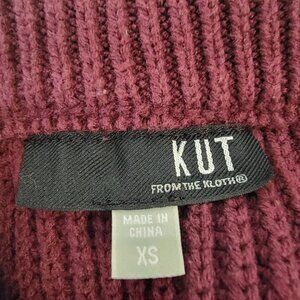 KUT
FROM THE KLOTH®
MADE IN
CHINA
XS